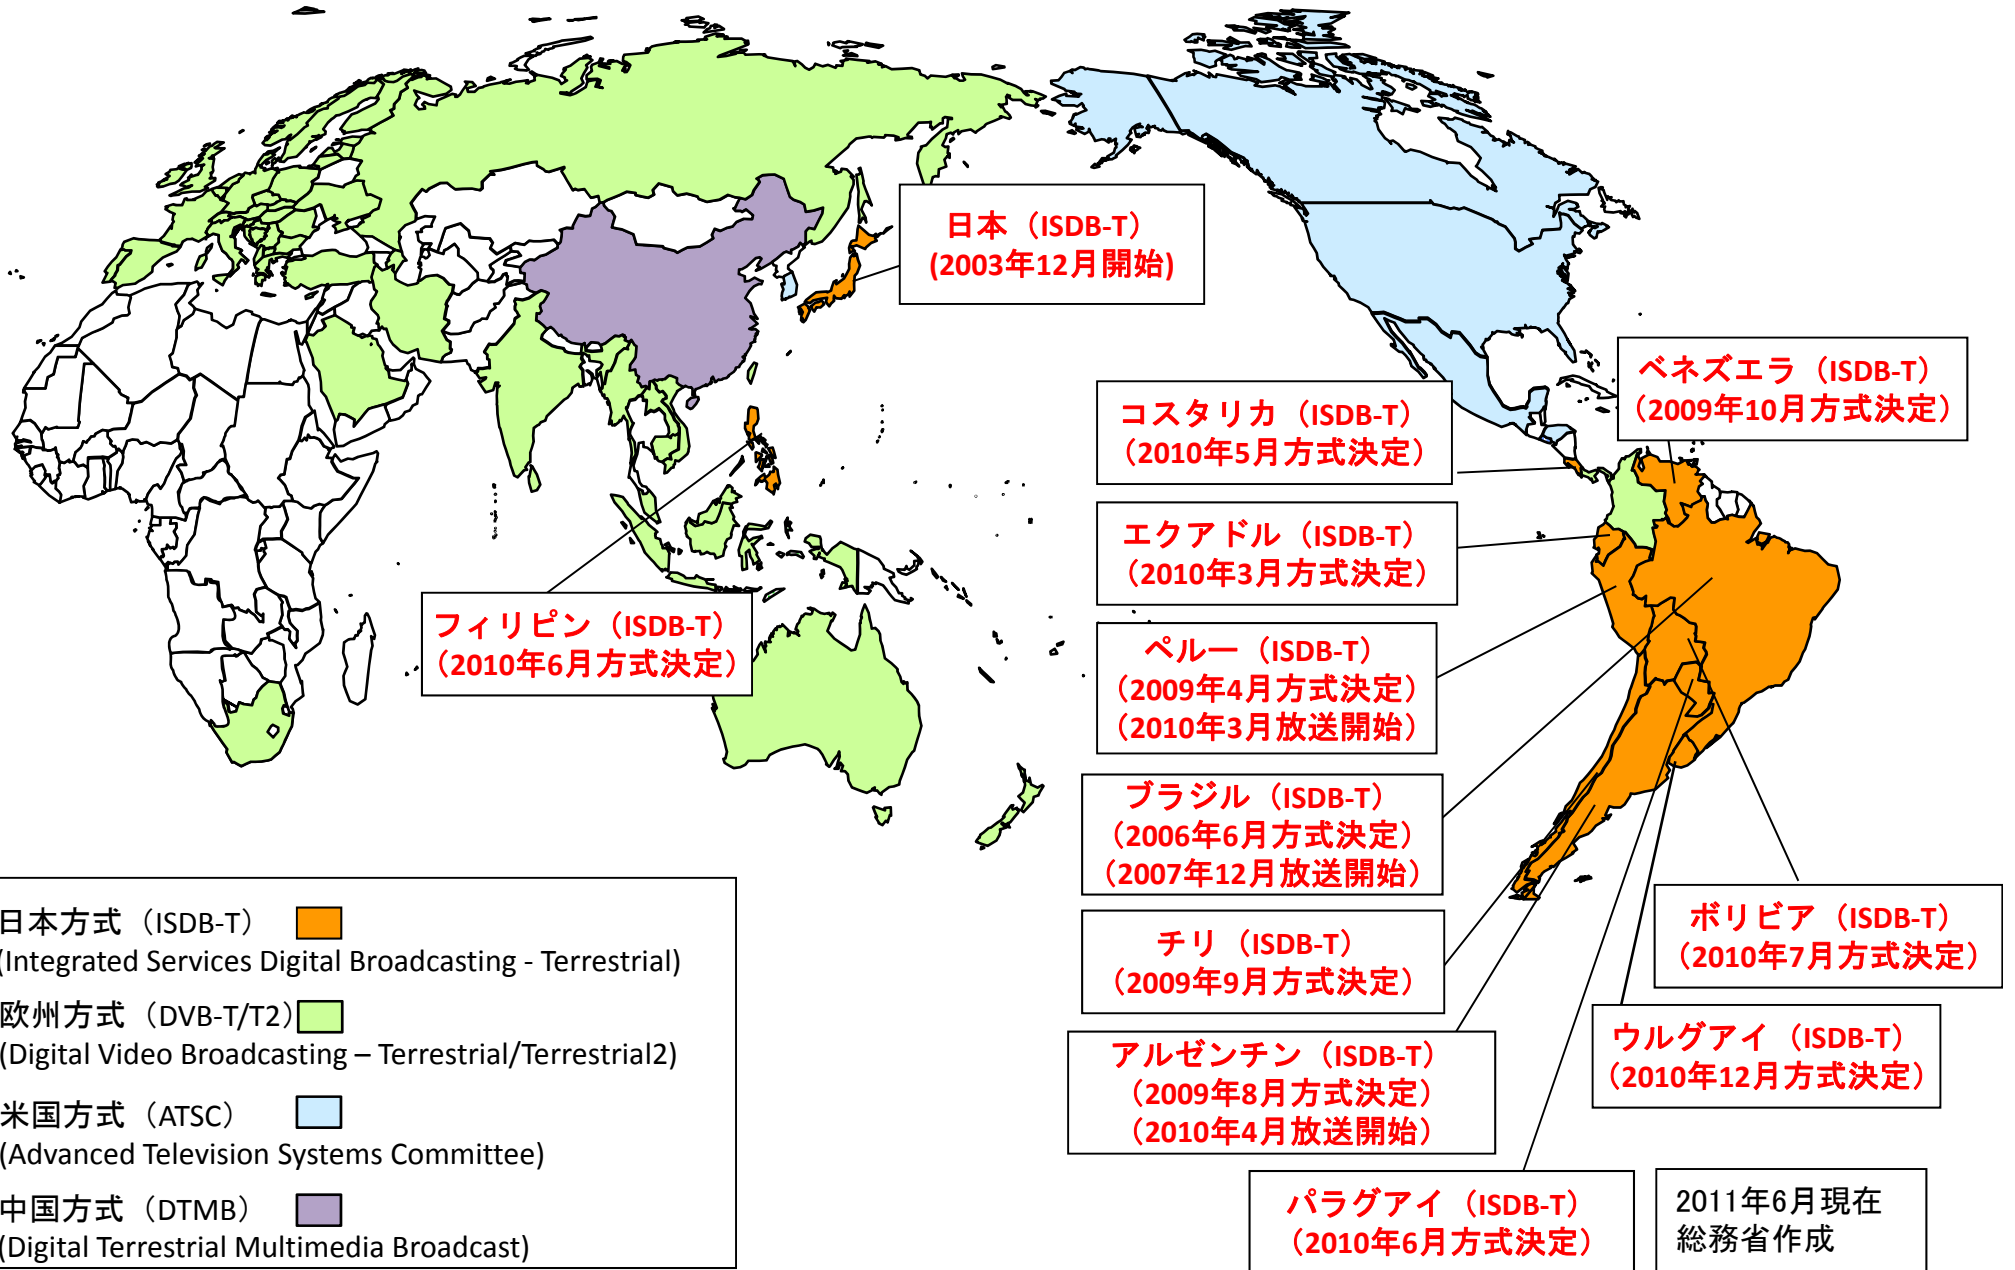 日本（ISDB-T）
(2003年12月開始)
ベネズエラ（ISDB-T）
（2009年10月方式決定）
コスタリカ（ISDB-T）
（2010年5月方式決定）
エクアドル（ISDB-T）
（2010年3月方式決定）
フィリピン（ISDB-T）
（2010年6月方式決定）
ペルー（ISDB-T）
（2009年4月方式決定）
（2010年3月放送開始）
ブラジル（ISDB-T）
（2006年6月方式決定）
（2007年12月放送開始）
チリ（ISDB-T）
（2009年9月方式決定）
ボリビア（ISDB-T）
（2010年7月方式決定）
アルゼンチン（ISDB-T）
（2009年8月方式決定）
（2010年4月放送開始）
ウルグアイ（ISDB-T）
（2010年12月方式決定）
パラグアイ（ISDB-T）
（2010年6月方式決定）
日本方式（ISDB-T）
(Integrated Services Digital Broadcasting - Terrestrial)
欧州方式（DVB-T/T2）
(Digital Video Broadcasting – Terrestrial/Terrestrial2)
米国方式（ATSC）
(Advanced Television Systems Committee)
中国方式（DTMB）
(Digital Terrestrial Multimedia Broadcast)
2011年6月現在
総務省作成